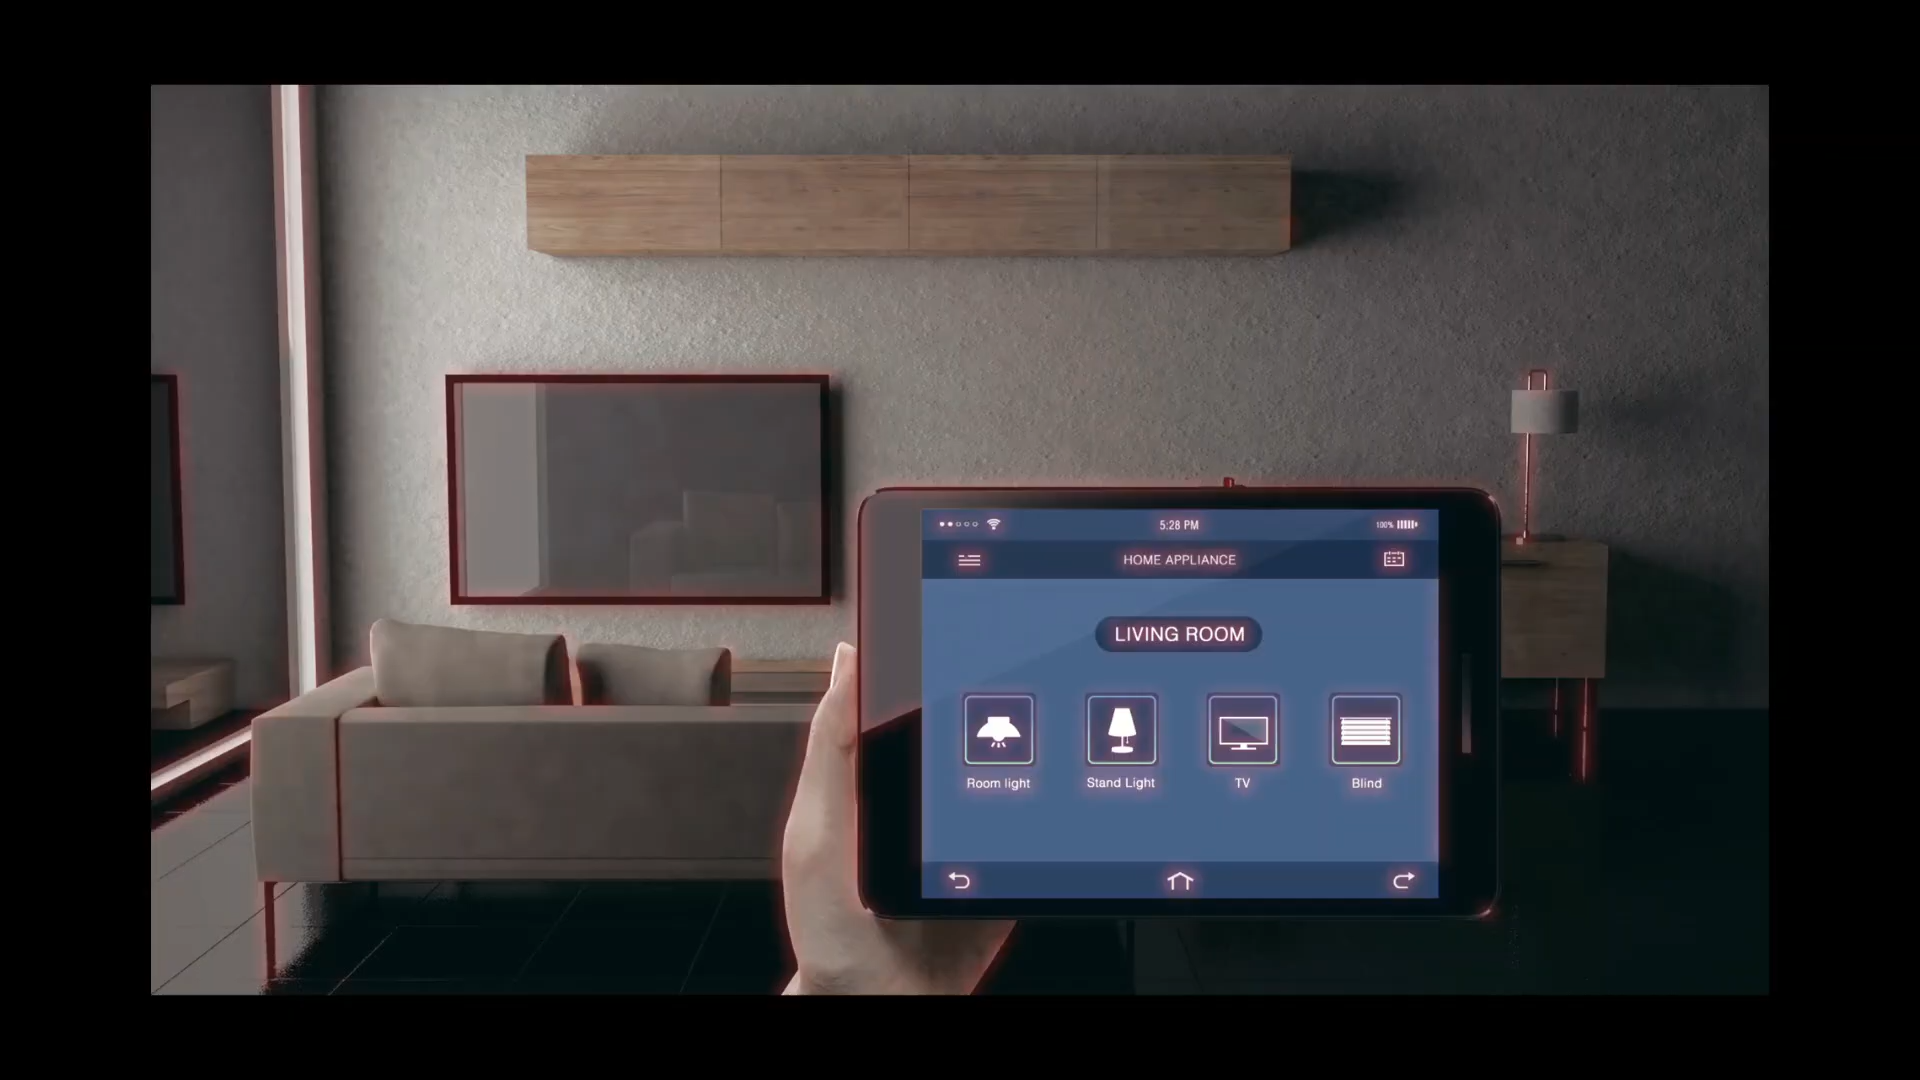 5:28 PM
100%
HOME APPLIANCE
LIVING ROOM
Room light
Stand Light
TV
Blind